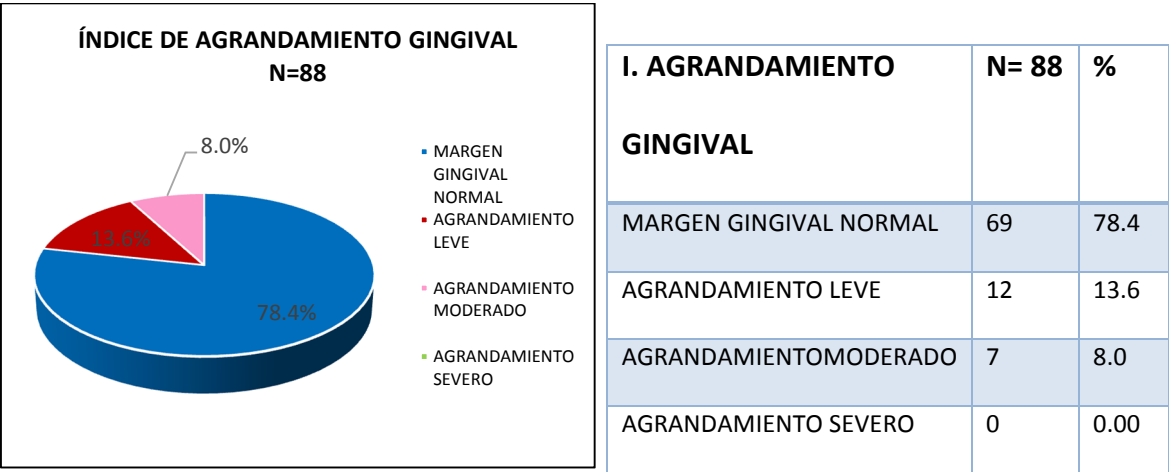 ÍNDICE DE AGRANDAMIENTO GINGIVAL
N=88
8.0%
13.6%
78.4%
MARGEN
GINGIVAL
NORMAL
AGRANDAMIENTO
LEVE
AGRANDAMIENTO
MODERADO
AGRANDAMIENTO
SEVERO
I. AGRANDAMIENTO N= 88 %
GINGIVAL
MARGEN GINGIVAL NORMAL 69 78.4
AGRANDAMIENTO LEVE 12 13.6
AGRANDAMIENTOMODERADO 7 8.0
AGRANDAMIENTO SEVERO 0 0.00